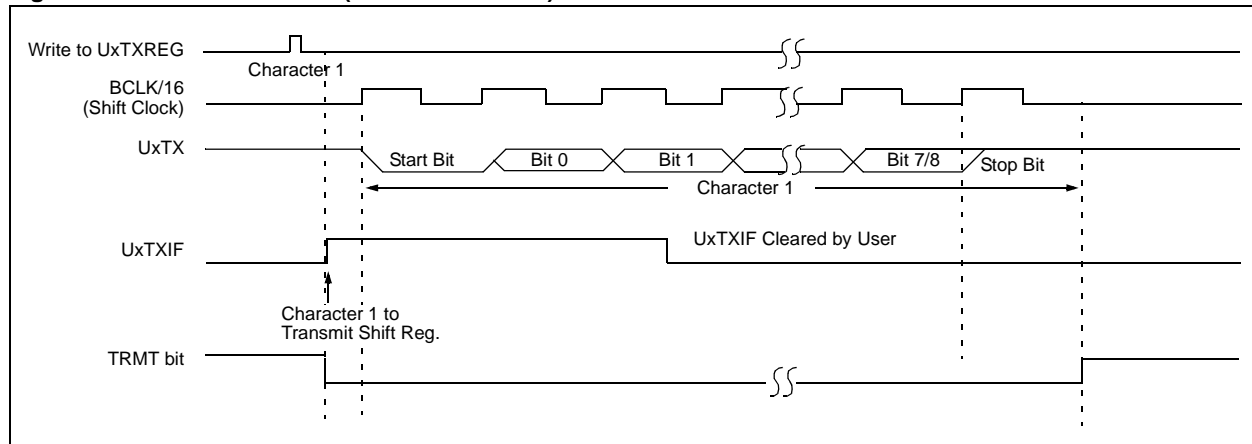 Write to UxTXREG
Character 1
BCLK/16
(Shift Clock)
UxTX
Start Bit
Bit 0
Bit 1
Bit 7/8
Stop Bit
Character 1
UxTXIF
UxTXIF Cleared by User
Character 1 to
Transmit Shift Reg.
TRMT bit